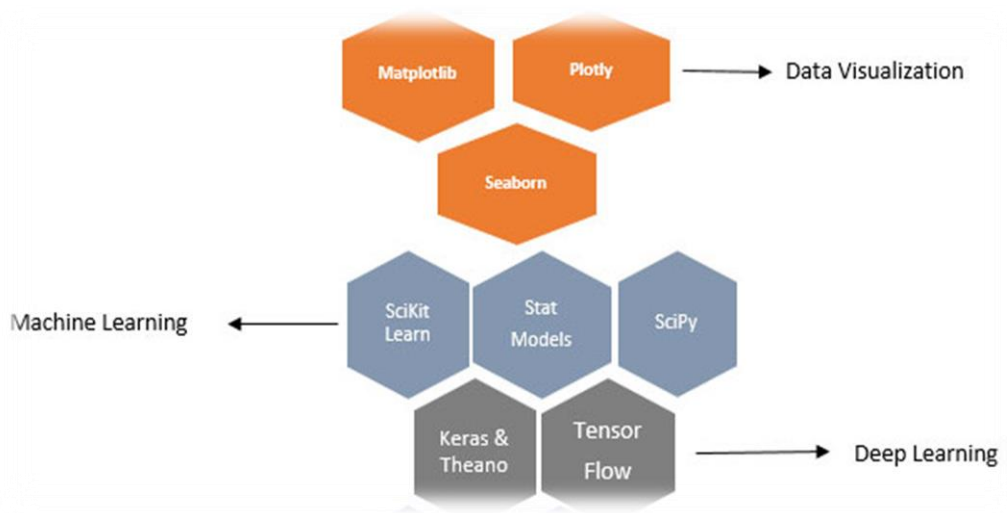 Matplotlib
Plotly
Data Visualization
Seaborn
Machine Learning
SciKit
Learn
Stat
Models
SciPy
Keras &
Theano
Tensor
Flow
Deep Learning